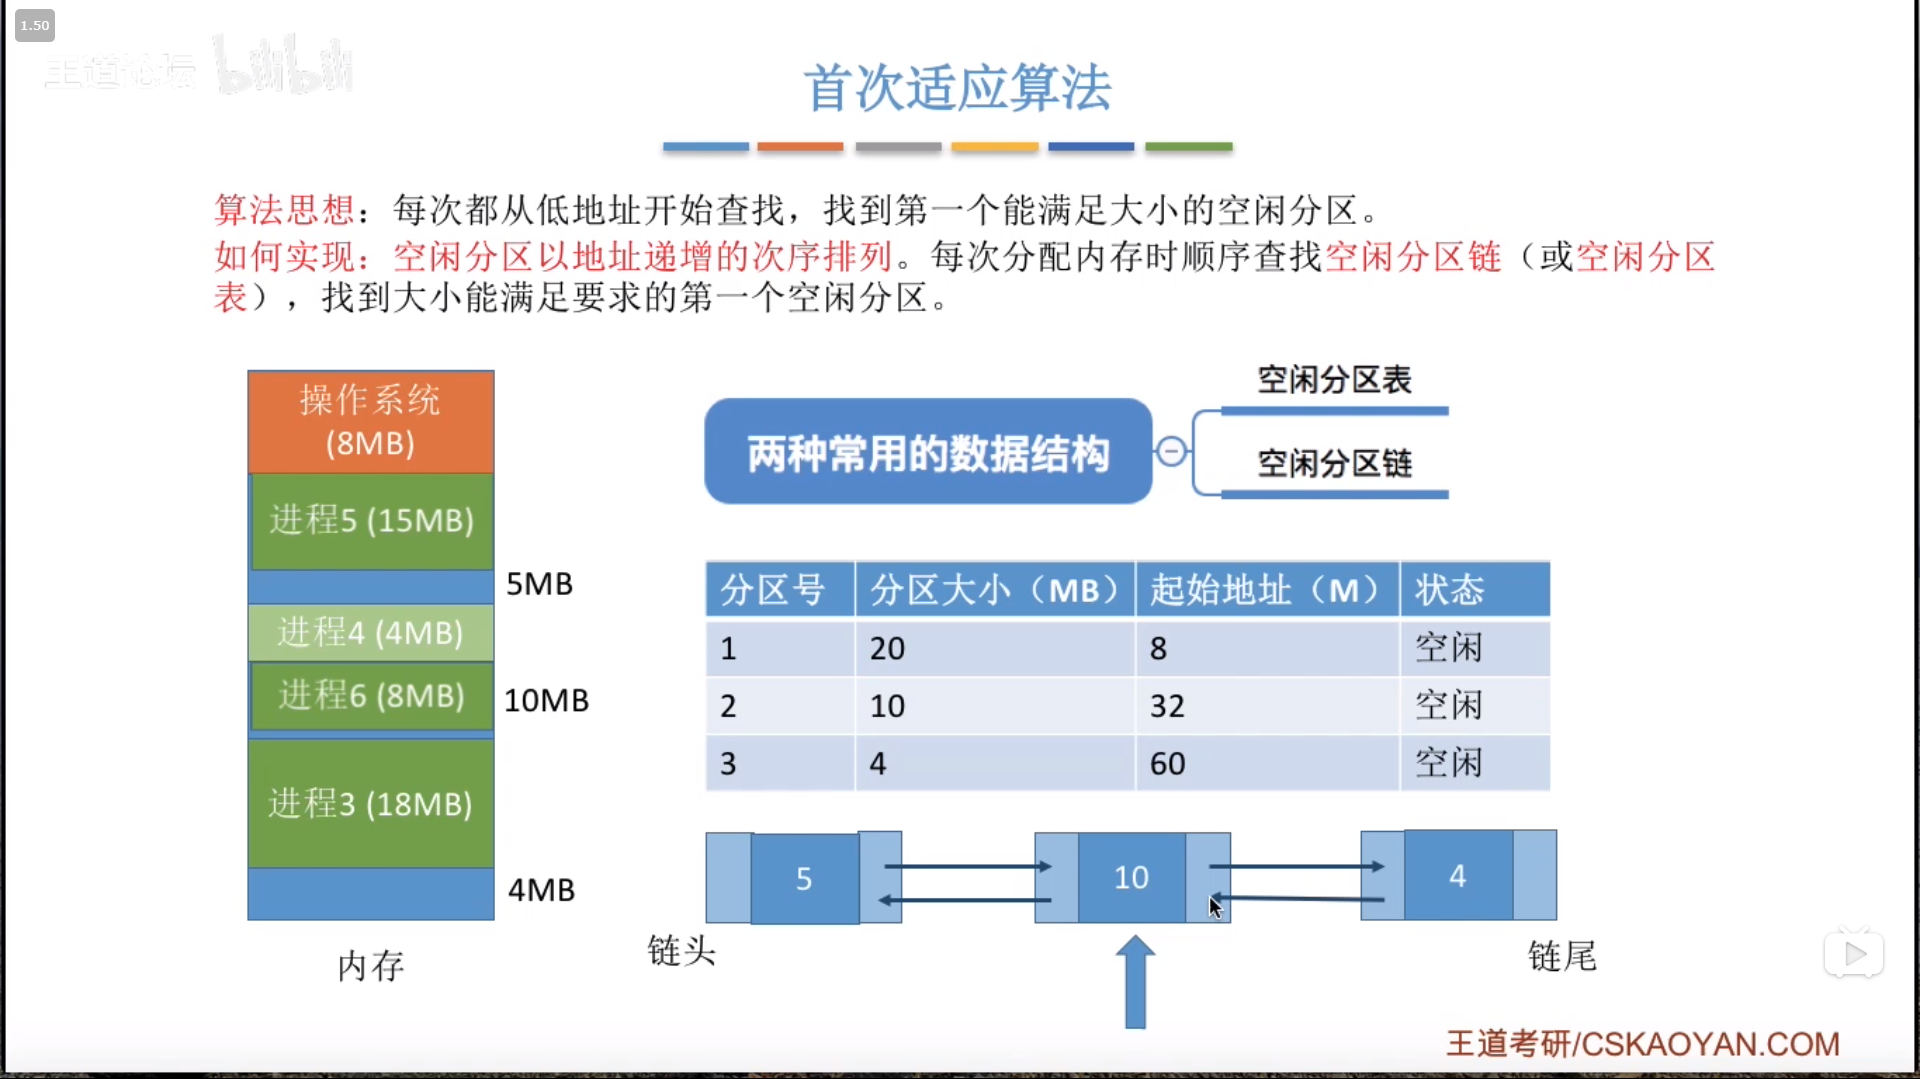 1.50
王道论坛 bilibili
首次适应算法
算法思想：每次都从低地址开始查找，找到第一个能满足大小的空闲分区。
如何实现：空闲分区以地址递增的次序排列。每次分配内存时顺序查找空闲分区链（或空闲分区
表），找到大小能满足要求的第一个空闲分区。
操作系统
(8MB)
进程5 (15MB)
5MB
进程4 (4MB)
进程6 (8MB)
10MB
进程3 (18MB)
4MB
内存
两种常用的数据结构
空闲分区表
空闲分区链
分区号 分区大小（MB） 起始地址（M） 状态
1 20 8 空闲
2 10 32 空闲
3 4 60 空闲
5 10 4
链头 链尾
王道考研/CSKAOYAN.COM